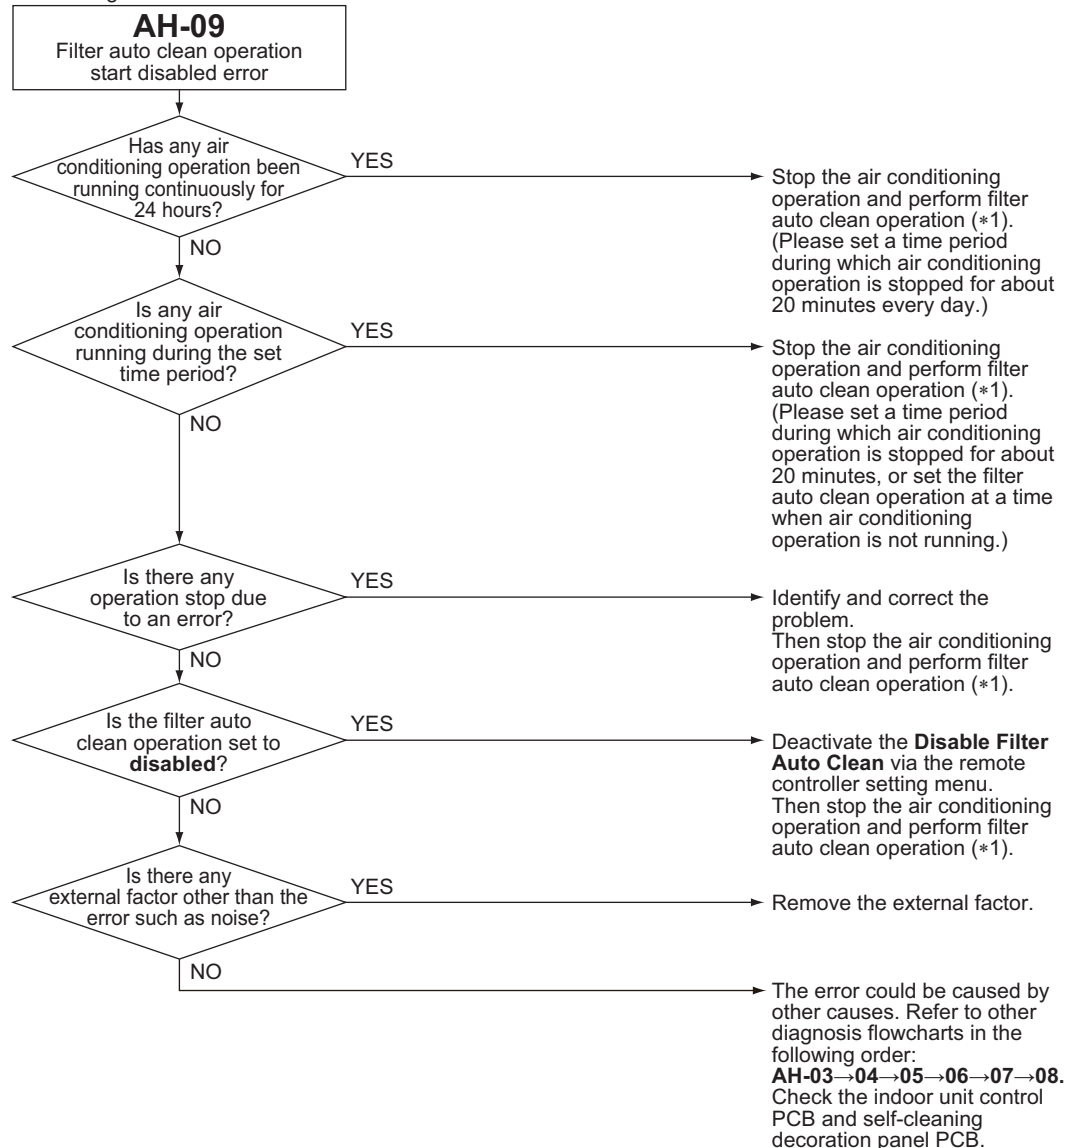 AH-09
Filter auto clean operation
start disabled error
Has any air
conditioning operation been
running continuously for
24 hours?
YES
Stop the air conditioning
operation and perform filter
auto clean operation (*1).
(Please set a time period
during which air conditioning
operation is stopped for about
20 minutes every day.)
NO
Is any air
conditioning operation
running during the set
time period?
YES
Stop the air conditioning
operation and perform filter
auto clean operation (*1).
(Please set a time period
during which air conditioning
operation is stopped for about
20 minutes, or set the filter
auto clean operation at a time
when air conditioning
operation is not running.)
NO
Is there any
operation stop due
to an error?
YES
Identify and correct the
problem.
Then stop the air conditioning
operation and perform filter
auto clean operation (*1).
NO
Is the filter auto
clean operation set to
disabled?
YES
Deactivate the Disable Filter
Auto Clean via the remote
controller setting menu.
Then stop the air conditioning
operation and perform filter
auto clean operation (*1).
NO
Is there any
external factor other than the
error such as noise?
YES
Remove the external factor.
NO
The error could be caused by
other causes. Refer to other
diagnosis flowcharts in the
following order:
AH-03→04→05→06→07→08.
Check the indoor unit control
PCB and self-cleaning
decoration panel PCB.